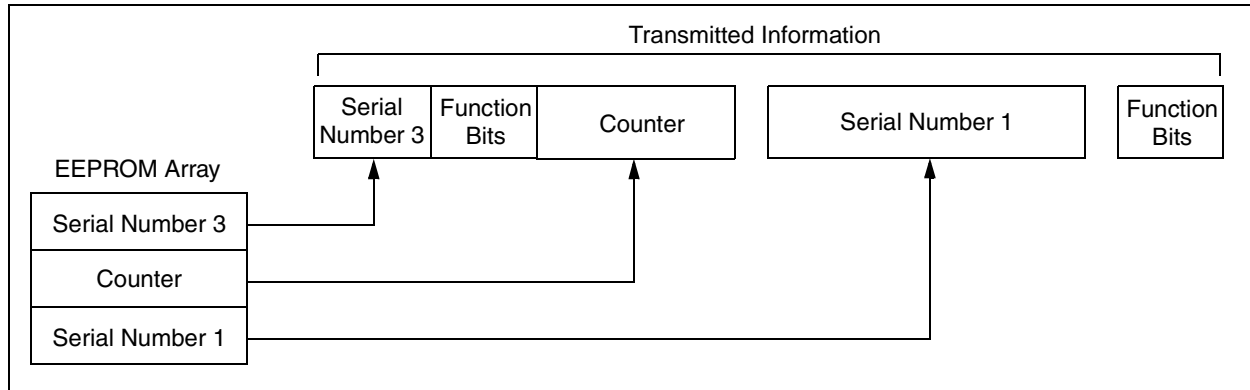 Transmitted Information
Serial
Number 3
Function
Bits
Counter
Serial Number 1
Function
Bits
EEPROM Array
Serial Number 3
Counter
Serial Number 1